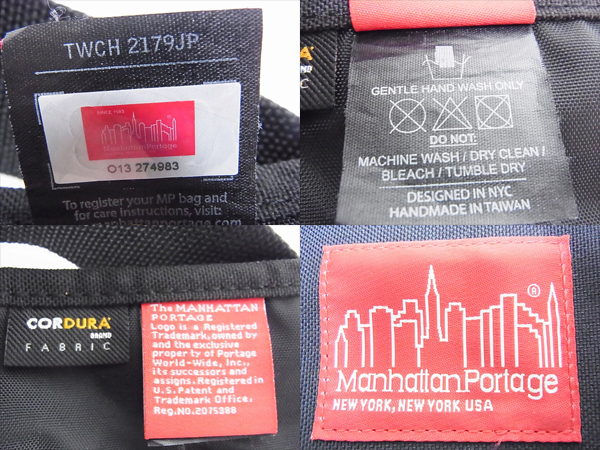 TWCH 2179JP
SINCE 1983
Manhattan Portage
013 274983
To register your MP bag and
for care instructions, visit:
manhattanportage.com
GENTLE HAND WASH ONLY
DO NOT:
MACHINE WASH / DRY CLEAN /
BLEACH / TUMBLE DRY
DESIGNED IN NYC
HANDMADE IN TAIWAN
CORDURA®
BRAND
FABRIC
The MANHATTAN
PORTAGE
Logo is a Registered
Trademark, owned by
and the exclusive
property of Portage
World-Wide, Inc.,
its successors and
assigns. Registered in
U.S. Patent and
Trademark Office
Reg.NO.2075389
®
ManhattanPortage
NEW YORK, NEW YORK USA